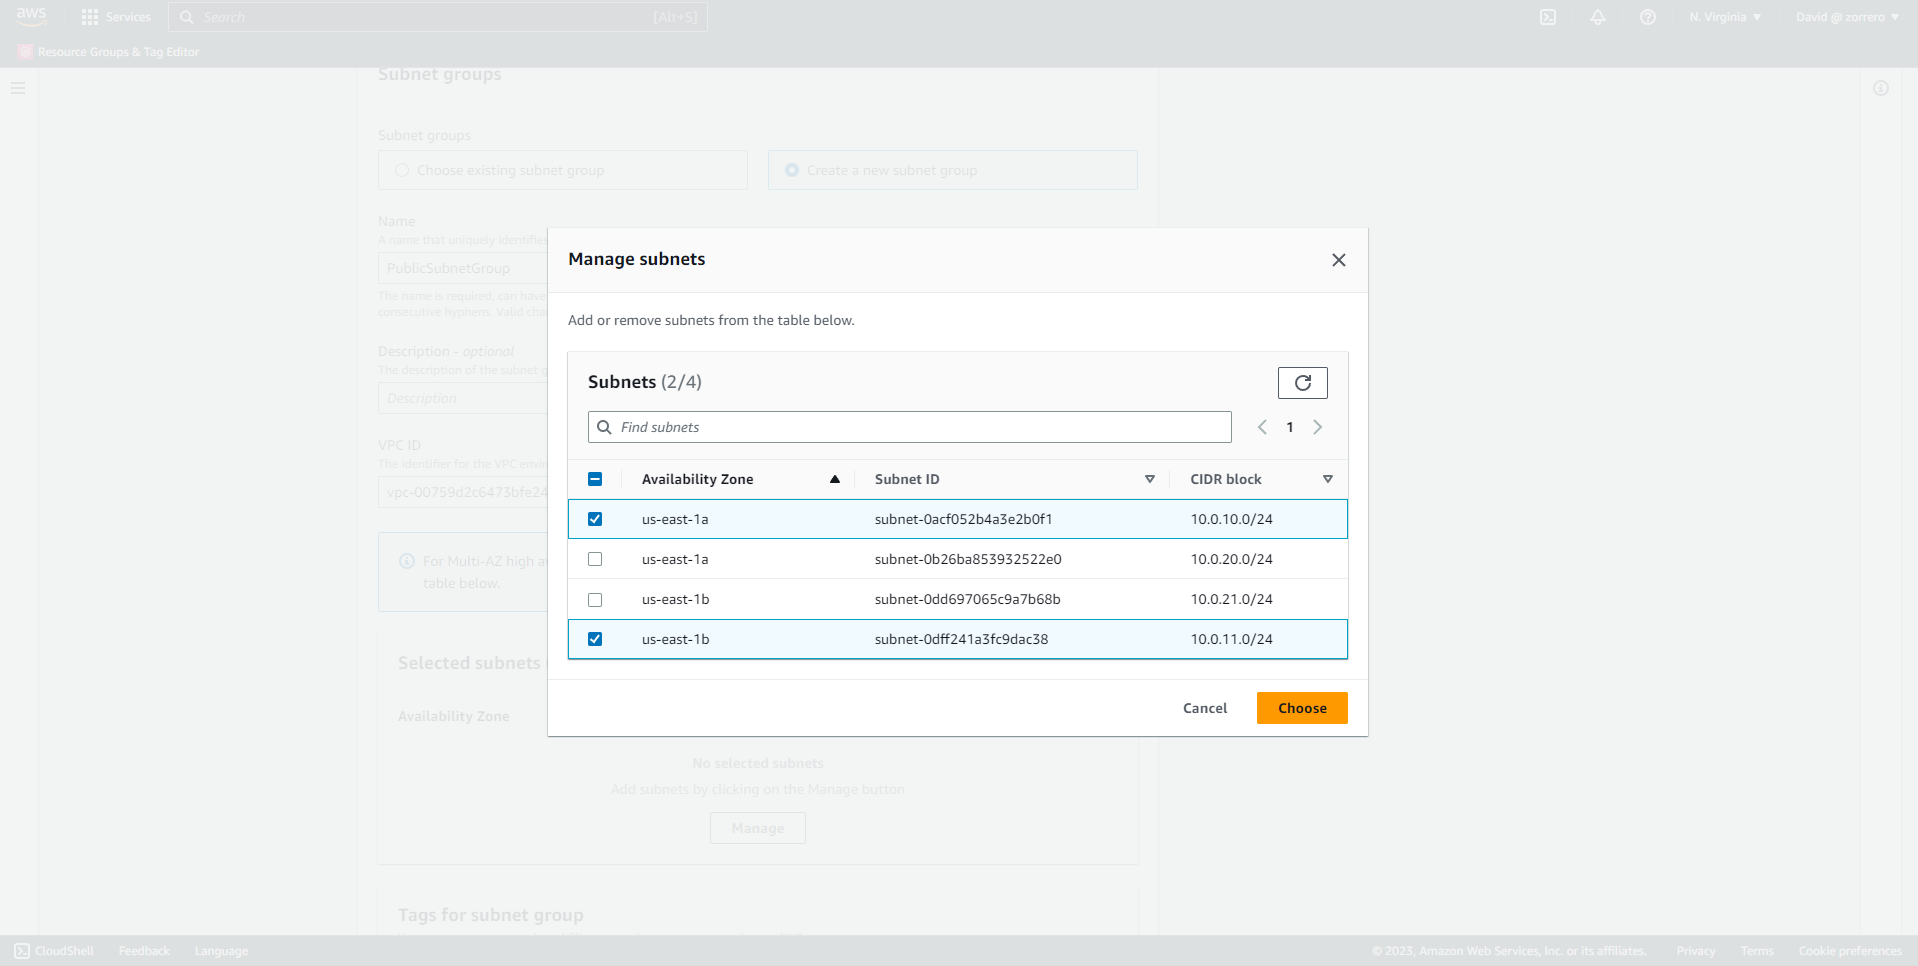 aws
Services
Search
[Alt+S]
N. Virginia
David @ zorrero
Resource Groups & Tag Editor
Subnet groups
Subnet groups
Choose existing subnet group
Create a new subnet group
Name
A name that uniquely identifies
PublicSubnetGroup
The name is required, can have
consecutive hyphens. Valid cha
Description - optional
The description of the subnet g
Description
VPC ID
The identifier for the VPC envir
vpc-00759d2c6473bfe24
For Multi-AZ high a
table below.
Selected subnets
Availability Zone
No selected subnets
Add subnets by clicking on the Manage button
Manage
Tags for subnet group
Manage subnets
Add or remove subnets from the table below.
Subnets (2/4)
Find subnets
1
Availability Zone Subnet ID CIDR block
us-east-1a subnet-0acf052b4a3e2b0f1 10.0.10.0/24
us-east-1a subnet-0b26ba853932522e0 10.0.20.0/24
us-east-1b subnet-0dd697065c9a7b68b 10.0.21.0/24
us-east-1b subnet-0dff241a3fc9dac38 10.0.11.0/24
Cancel
Choose
CloudShell
Feedback
Language
© 2023, Amazon Web Services, Inc. or its affiliates.
Privacy
Terms
Cookie preferences